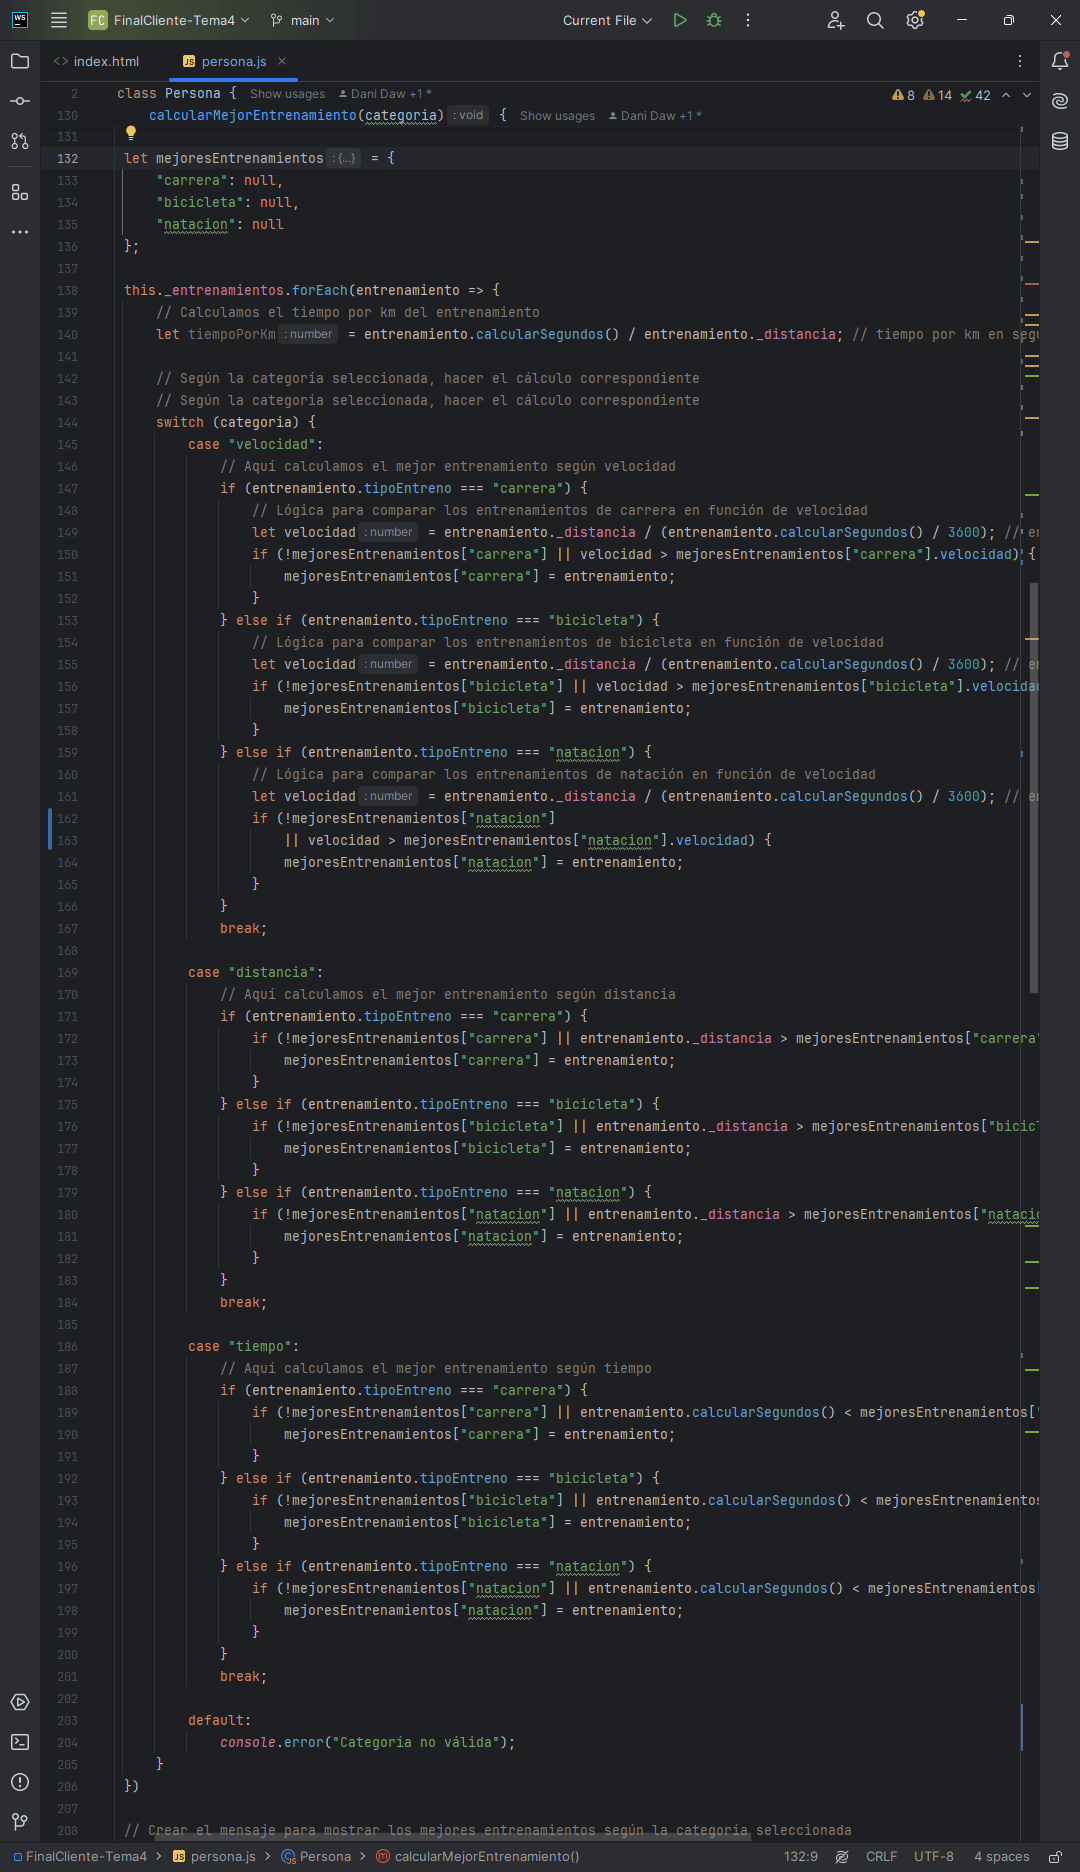 WS FC FinalCliente-Tema4 main Current File
index.html persona.js
8 14 42
2 class Persona { Show usages Dani Daw +1 *
130 calcularMejorEntrenamiento(categoria) : void { Show usages Dani Daw +1 *
131
132 let mejoresEntrenamientos : {...} = {
133 "carrera": null,
134 "bicicleta": null,
135 "natacion": null
136 };
137
138 this._entrenamientos.forEach(entrenamiento => {
139 // Calculamos el tiempo por km del entrenamiento
140 let tiempoPorKm : number = entrenamiento.calcularSegundos() / entrenamiento._distancia; // tiempo por km en segu
141
142 // Según la categoría seleccionada, hacer el cálculo correspondiente
143 // Según la categoría seleccionada, hacer el cálculo correspondiente
144 switch (categoria) {
145 case "velocidad":
146 // Aquí calculamos el mejor entrenamiento según velocidad
147 if (entrenamiento.tipoEntreno === "carrera") {
148 // Lógica para comparar los entrenamientos de carrera en función de velocidad
149 let velocidad : number = entrenamiento._distancia / (entrenamiento.calcularSegundos() / 3600); // en
150 if (!mejoresEntrenamientos["carrera"] || velocidad > mejoresEntrenamientos["carrera"].velocidad) {
151 mejoresEntrenamientos["carrera"] = entrenamiento;
152 }
153 } else if (entrenamiento.tipoEntreno === "bicicleta") {
154 // Lógica para comparar los entrenamientos de bicicleta en función de velocidad
155 let velocidad : number = entrenamiento._distancia / (entrenamiento.calcularSegundos() / 3600); // en
156 if (!mejoresEntrenamientos["bicicleta"] || velocidad > mejoresEntrenamientos["bicicleta"].velocidad
157 mejoresEntrenamientos["bicicleta"] = entrenamiento;
158 }
159 } else if (entrenamiento.tipoEntreno === "natacion") {
160 // Lógica para comparar los entrenamientos de natación en función de velocidad
161 let velocidad : number = entrenamiento._distancia / (entrenamiento.calcularSegundos() / 3600); // en
162 if (!mejoresEntrenamientos["natacion"]
163 || velocidad > mejoresEntrenamientos["natacion"].velocidad) {
164 mejoresEntrenamientos["natacion"] = entrenamiento;
165 }
166 }
167 break;
168
169 case "distancia":
170 // Aquí calculamos el mejor entrenamiento según distancia
171 if (entrenamiento.tipoEntreno === "carrera") {
172 if (!mejoresEntrenamientos["carrera"] || entrenamiento._distancia > mejoresEntrenamientos["carrera"
173 mejoresEntrenamientos["carrera"] = entrenamiento;
174 }
175 } else if (entrenamiento.tipoEntreno === "bicicleta") {
176 if (!mejoresEntrenamientos["bicicleta"] || entrenamiento._distancia > mejoresEntrenamientos["bicicl
177 mejoresEntrenamientos["bicicleta"] = entrenamiento;
178 }
179 } else if (entrenamiento.tipoEntreno === "natacion") {
180 if (!mejoresEntrenamientos["natacion"] || entrenamiento._distancia > mejoresEntrenamientos["natacio
181 mejoresEntrenamientos["natacion"] = entrenamiento;
182 }
183 }
184 break;
185
186 case "tiempo":
187 // Aquí calculamos el mejor entrenamiento según tiempo
188 if (entrenamiento.tipoEntreno === "carrera") {
189 if (!mejoresEntrenamientos["carrera"] || entrenamiento.calcularSegundos() < mejoresEntrenamientos["
190 mejoresEntrenamientos["carrera"] = entrenamiento;
191 }
192 } else if (entrenamiento.tipoEntreno === "bicicleta") {
193 if (!mejoresEntrenamientos["bicicleta"] || entrenamiento.calcularSegundos() < mejoresEntrenamientos
194 mejoresEntrenamientos["bicicleta"] = entrenamiento;
195 }
196 } else if (entrenamiento.tipoEntreno === "natacion") {
197 if (!mejoresEntrenamientos["natacion"] || entrenamiento.calcularSegundos() < mejoresEntrenamientos[
198 mejoresEntrenamientos["natacion"] = entrenamiento;
199 }
200 }
201 break;
202
203 default:
204 console.error("Categoria no válida");
205 }
206 })
207
208 // Crear el mensaje para mostrar los mejores entrenamientos según la categoría seleccionada
FinalCliente-Tema4 > persona.js > Persona > calcularMejorEntrenamiento() 132:9 CRLF UTF-8 4 spaces